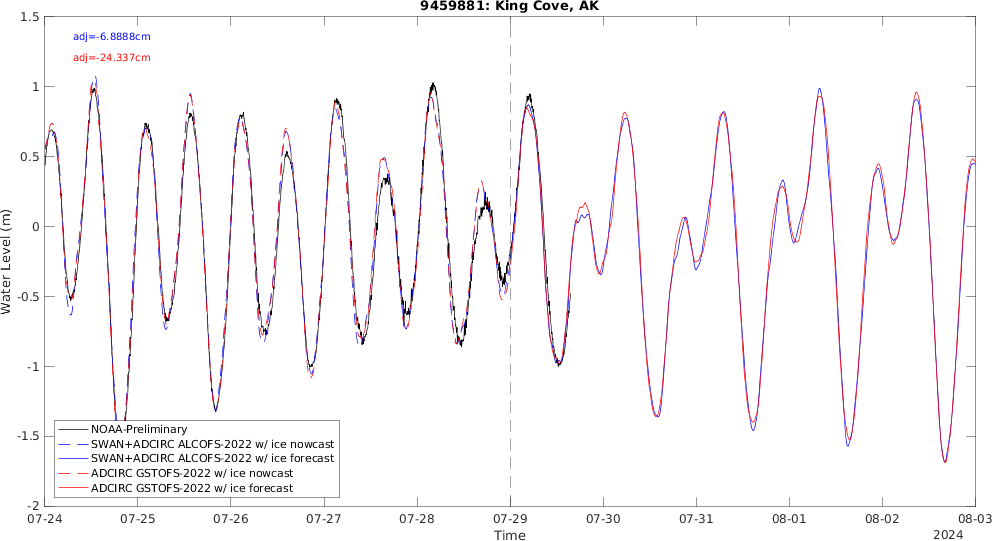 9459881: King Cove, AK
adj=-6.8888cm
adj=-24.337cm
Water Level (m)
1.5
1
0.5
0
-0.5
-1
-1.5
-2
NOAA-Preliminary
SWAN+ADCIRC ALCOFS-2022 w/ ice nowcast
SWAN+ADCIRC ALCOFS-2022 w/ ice forecast
ADCIRC GSTOFS-2022 w/ ice nowcast
ADCIRC GSTOFS-2022 w/ ice forecast
07-24 07-25 07-26 07-27 07-28 07-29 07-30 07-31 08-01 08-02 08-03
Time
2024